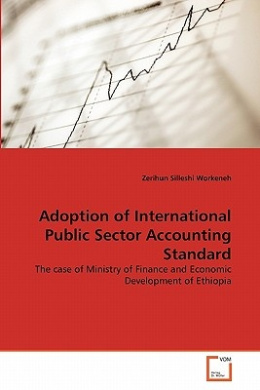 Zerihun Silleshi Workeneh
Adoption of International
Public Sector Accounting
Standard
The case of Ministry of Finance and Economic
Development of Ethiopia
VDM